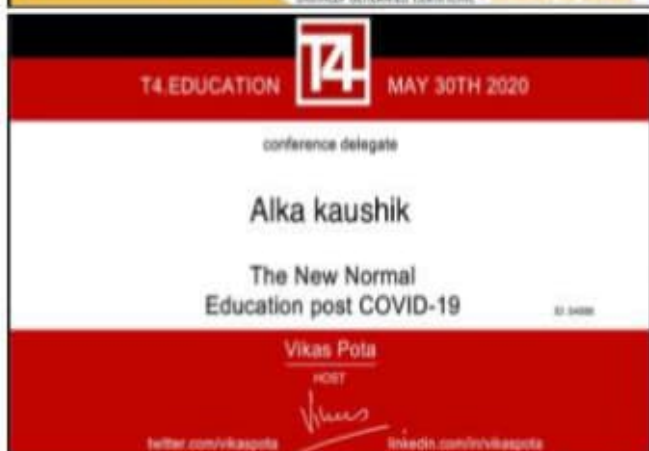 T4.EDUCATION T4 MAY 30TH 2020
conference delegate
Alka kaushik
The New Normal
Education post COVID-19
Vikas Pota
HOST
Vikas
twitter.com/vikaspota linkedin.com/in/vikaspota